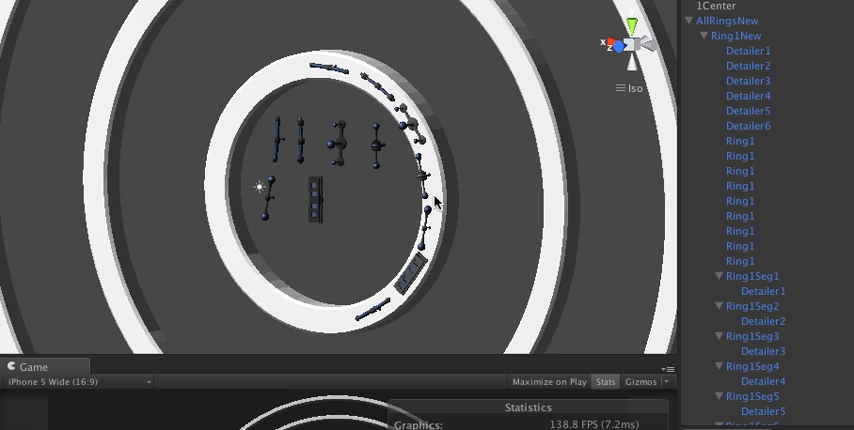 1Center
AllRingsNew
Ring1New
Detailer1
Detailer2
Detailer3
Detailer4
Detailer5
Detailer6
Ring1
Ring1
Ring1
Ring1
Ring1
Ring1
Ring1
Ring1
Ring1
Ring1Seg1
Detailer1
Ring1Seg2
Detailer2
Ring1Seg3
Detailer3
Ring1Seg4
Detailer4
Ring1Seg5
Detailer5
x
z
Iso
Game
iPhone 5 Wide (16:9)
Maximize on Play Stats Gizmos
Statistics
Graphics: 138.8 FPS (7.2ms)